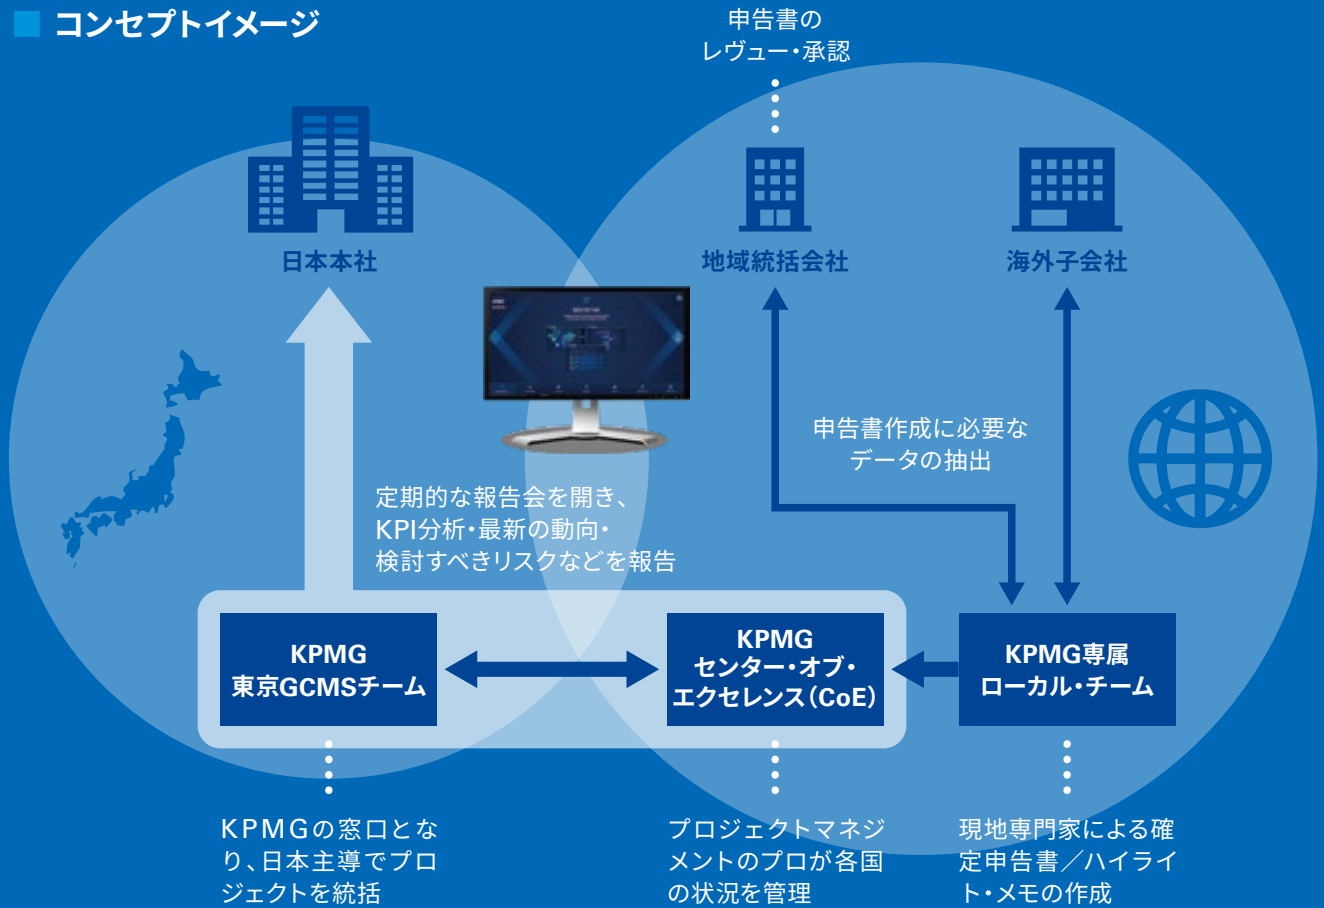 コンセプトイメージ
申告書の
レヴュー・承認
日本本社
地域統括会社
海外子会社
申告書作成に必要な
データの抽出
定期的な報告会を開き、
KPI分析・最新の動向・
検討すべきリスクなどを報告
KPMG
東京GCMSチーム
KPMG
センター・オブ・
エクセレンス（CoE）
KPMG専属
ローカル・チーム
KPMGの窓口とな
り、日本主導でプロ
ジェクトを統括
プロジェクトマネジ
メントのプロが各国
の状況を管理
現地専門家による確
定申告書／ハイライ
ト・メモの作成